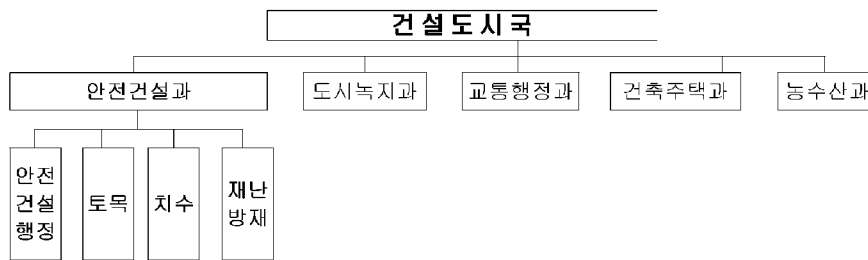 건설도시국
안전건설과 도시녹지과 교통행정과 건축주택과 농수산과
안전
건설
행정
토목
치수
재난
방재